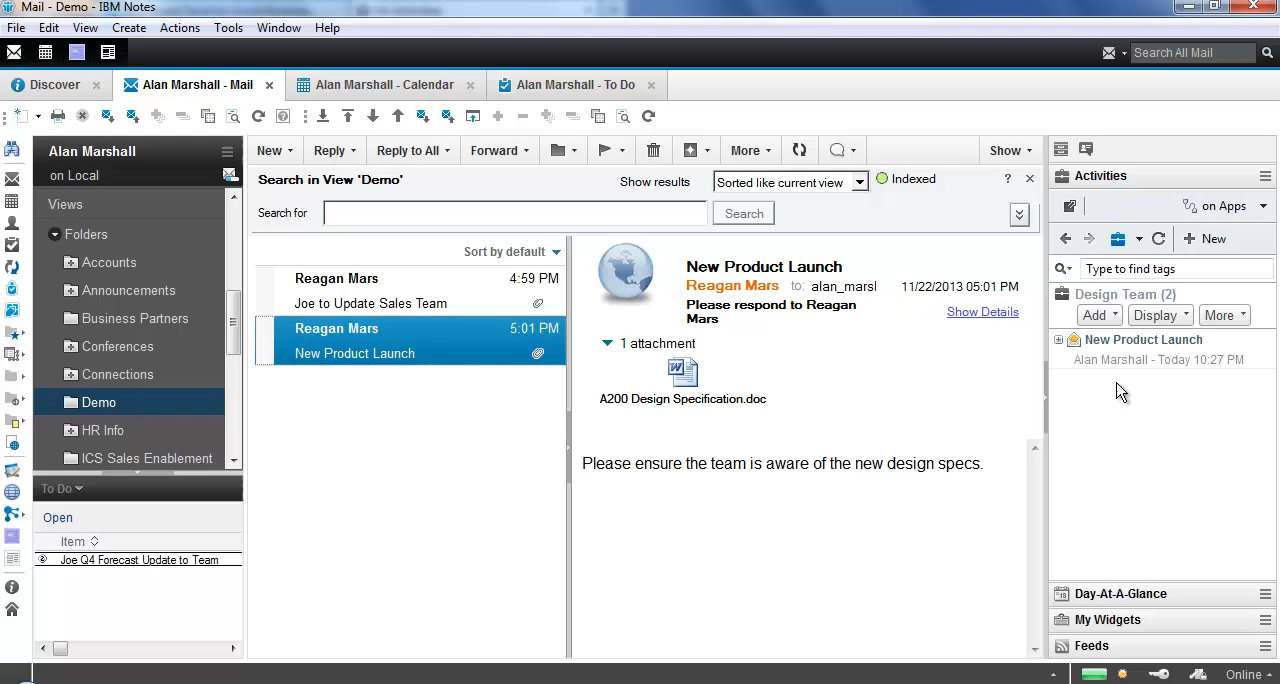 Mail - Demo - IBM Notes
File Edit View Create Actions Tools Window Help
Search All Mail
Discover
Alan Marshall - Mail
Alan Marshall - Calendar
Alan Marshall - To Do
Alan Marshall
on Local
Views
Folders
Accounts
Announcements
Business Partners
Conferences
Connections
Demo
HR Info
ICS Sales Enablement
To Do
Open
Item
Joe Q4 Forecast Update to Team
New Reply Reply to All Forward More Show
Search in View 'Demo'
Show results
Sorted like current view
Indexed
?
Search for
Search
Sort by default
Reagan Mars 4:59 PM
Joe to Update Sales Team
Reagan Mars 5:01 PM
New Product Launch
New Product Launch
Reagan Mars to: alan_marsl 11/22/2013 05:01 PM
Please respond to Reagan
Mars
Show Details
1 attachment
A200 Design Specification.doc
Please ensure the team is aware of the new design specs.
Activities
on Apps
New
Type to find tags
Design Team (2)
Add Display More
New Product Launch
Alan Marshall - Today 10:27 PM
Day-At-A-Glance
My Widgets
Feeds
Online